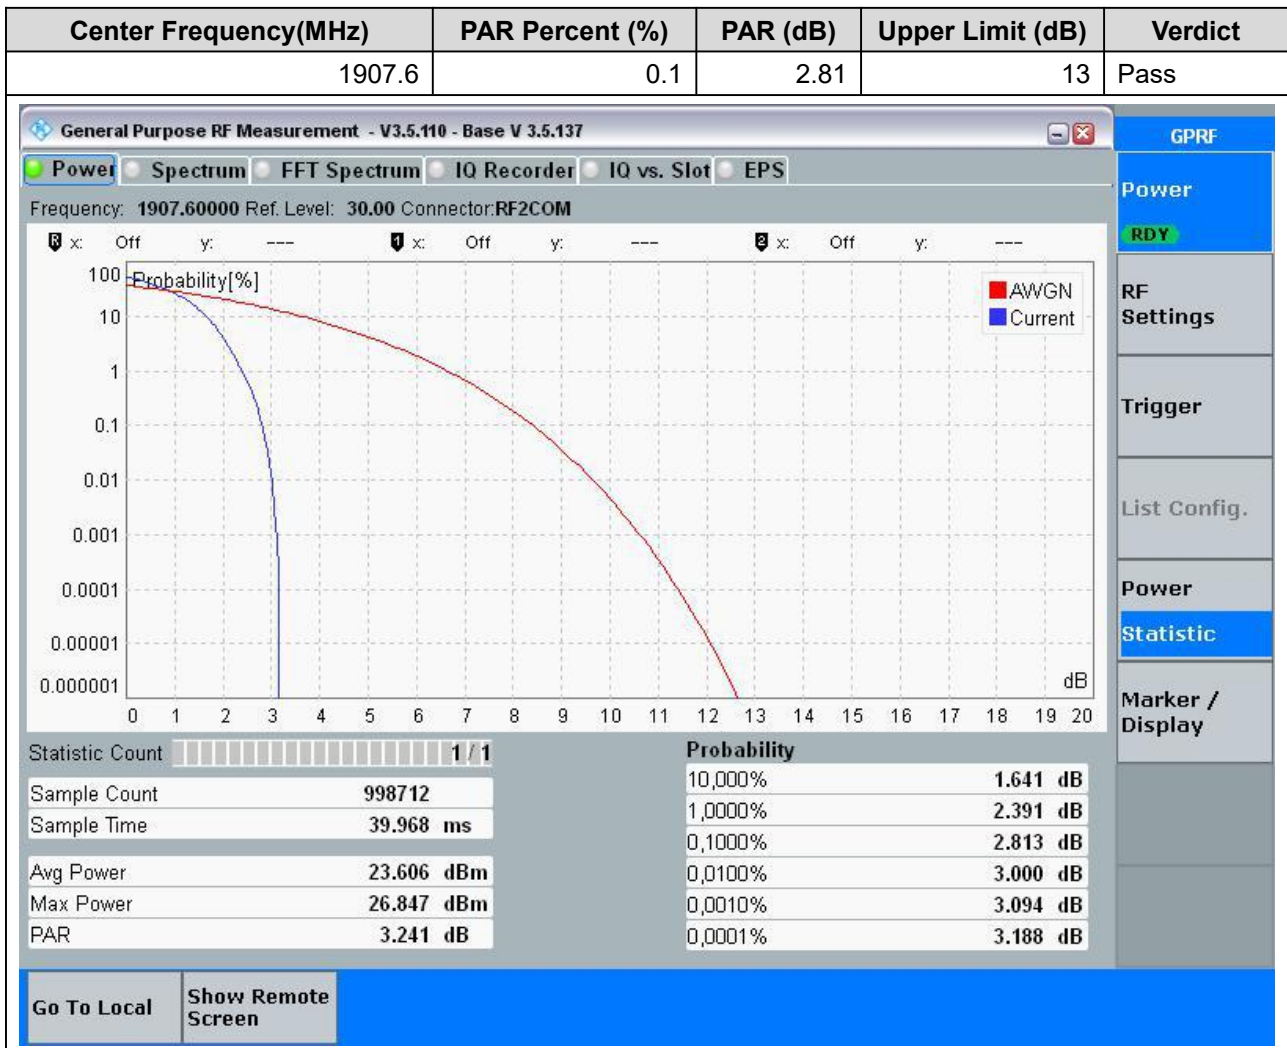 Center Frequency(MHz) PAR Percent (%) PAR (dB) Upper Limit (dB) Verdict
1907.6 0.1 2.81 13 Pass
General Purpose RF Measurement - V3.5.110 - Base V 3.5.137
GPRF
Power Spectrum FFT Spectrum IQ Recorder IQ vs. Slot EPS
Power
RDY
Frequency: 1907.60000 Ref. Level: 30.00 Connector:RF2COM
R x: Off y: --- 1 x: Off y: --- 2 x: Off y: ---
Probability[%]
AWGN
Current
100
10
1
0.1
0.01
0.001
0.0001
0.00001
0.000001
dB
0 1 2 3 4 5 6 7 8 9 10 11 12 13 14 15 16 17 18 19 20
RF
Settings
Trigger
List Config.
Power
Statistic
Marker /
Display
Statistic Count 1 / 1
Sample Count 998712
Sample Time 39.968 ms
Avg Power 23.606 dBm
Max Power 26.847 dBm
PAR 3.241 dB
Probability
10,000% 1.641 dB
1,0000% 2.391 dB
0,1000% 2.813 dB
0,0100% 3.000 dB
0,0010% 3.094 dB
0,0001% 3.188 dB
Go To Local
Show Remote
Screen